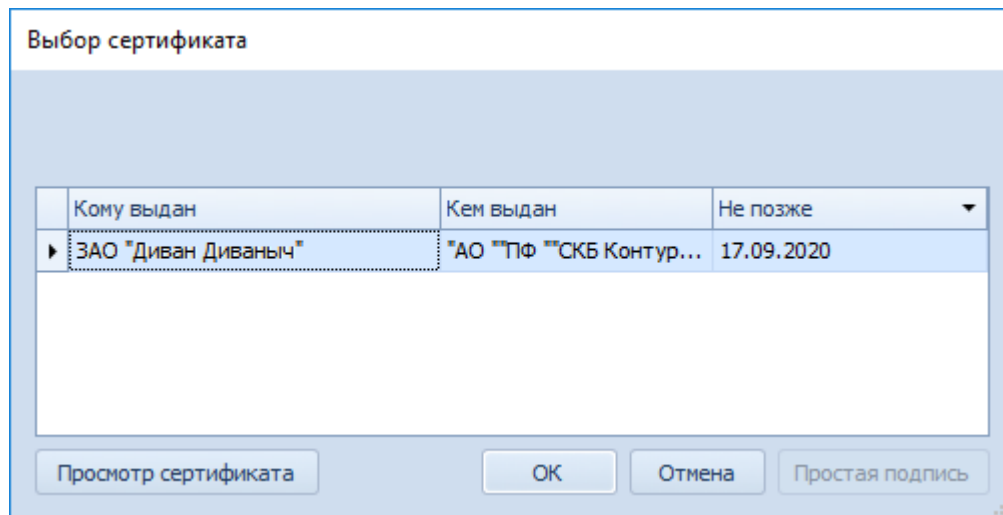 Выбор сертификата
Кому выдан Кем выдан Не позже
ЗАО "Диван Диваныч" "АО ""ПФ ""СКБ Контур... 17.09.2020
Просмотр сертификата ОК Отмена Простая подпись